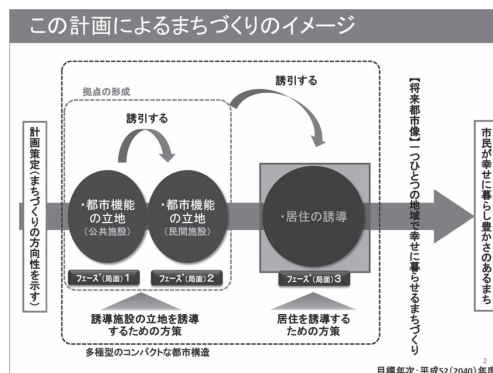 この計画によるまちづくりのイメージ
誘引する
拠点の形成
誘引する
計画策定(まちづくりの方向性を示す)
・都市機能
の立地
(公共施設)
・都市機能
の立地
(民間施設)
・居住の誘導
【将来都市像】一つひとつの地域で幸せに暮らせるまちづくり
市民が幸せに暮らし豊かさのあるまち
フェーズ(局面)1
フェーズ(局面)2
フェーズ(局面)3
誘導施設の立地を誘導
するための方策
居住を誘導する
ための方策
多極型のコンパクトな都市構造
2
目標年次:平成52(2040)年度